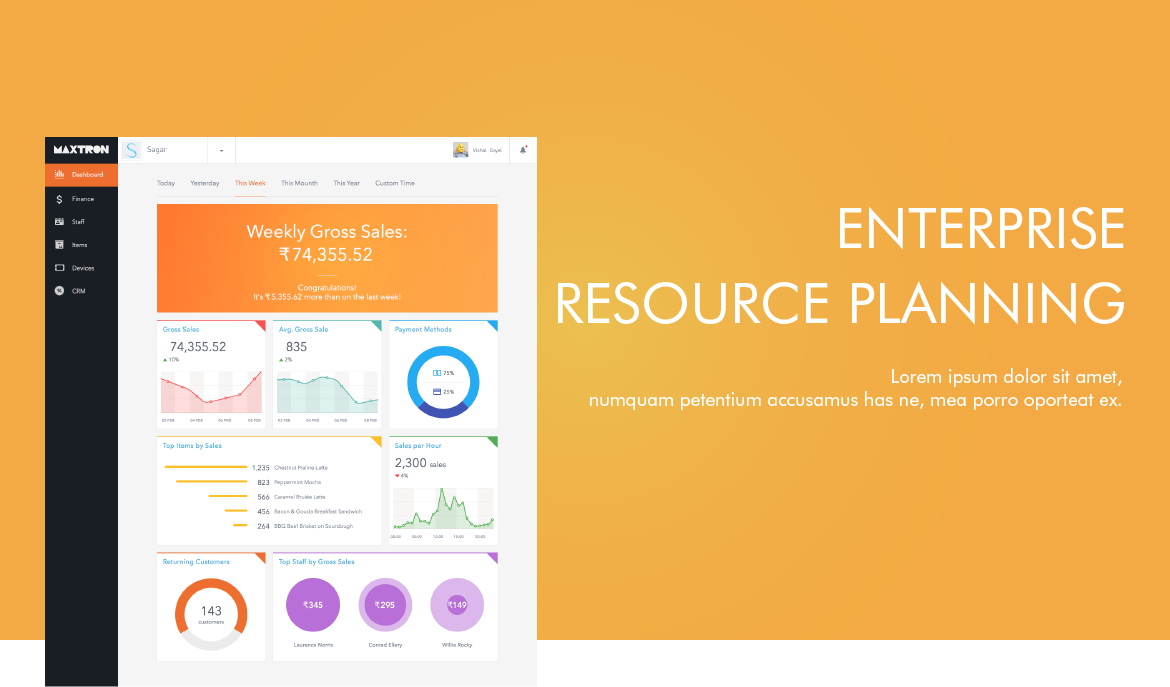 MAXTRON
Sagar
Vishal Dayal
Dashboard
Finance
Staff
Items
Devices
CRM
Today Yesterday This Week This Mounth This Year Custom Time
Weekly Gross Sales:
₹74,355.52
Congratulations!
It's ₹5,355.62 more than on the last week!
Gross Sales
74,355.52
10%
02 FEB 04 FEB 06 FEB 08 FEB
Avg. Gross Sale
835
2%
02 FEB 04 FEB 06 FEB 08 FEB
Payment Methods
75%
25%
Top Items by Sales
1,235 Chestnut Praline Latte
823 Peppermint Mocha
566 Caramel Brulée Latte
456 Bacon & Gouda Breakfast Sandwich
264 BBQ Beef Brisket on Sourdough
Sales per Hour
2,300 sales
4%
00:00 05:00 10:00 15:00 20:00
Returning Customers
143
customers
Top Staff by Gross Sales
₹345 ₹295 ₹149
Laurence Norris Conrad Ellery Willie Rocky
ENTERPRISE
RESOURCE PLANNING
Lorem ipsum dolor sit amet,
numquam petentium accusamus has ne, mea porro oporteat ex.